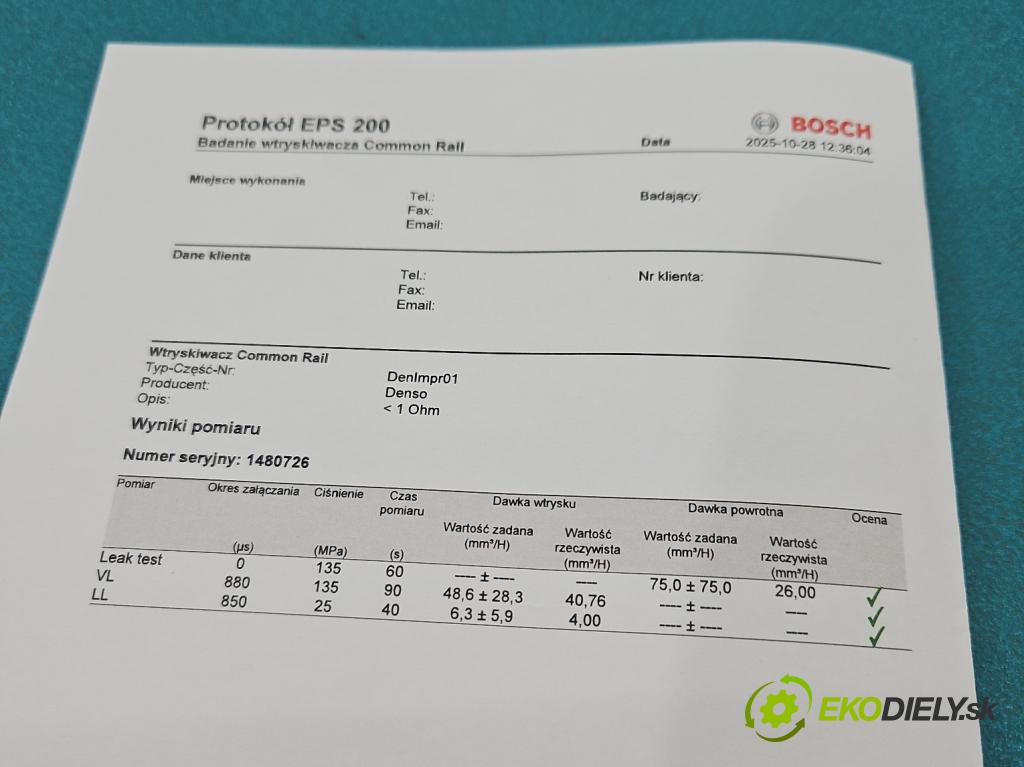 Protokół EPS 200
BOSCH
Badanie wtryskiwacza Common Rail Data 2025-10-28 12:36:04
Miejsce wykonania
Tel.: Badający:
Fax:
Email:
Dane klienta
Tel.: Nr klienta:
Fax:
Email:
Wtryskiwacz Common Rail
Typ-Część-Nr: DenImpr01
Producent: Denso
Opis: < 1 Ohm
Wyniki pomiaru
Numer seryjny: 1480726
Pomiar Okres załączania Ciśnienie Czas pomiaru Dawka wtrysku Dawka powrotna Ocena
Wartość zadana (mm³/H) Wartość rzeczywista (mm³/H) Wartość zadana (mm³/H) Wartość rzeczywista (mm³/H)
(µs) (MPa) (s)
Leak test 0 135 60 ---- ± ---- ---- 75,0 ± 75,0 26,00 ✓
VL 880 135 90 48,6 ± 28,3 40,76 ---- ± ---- ---- ✓
LL 850 25 40 6,3 ± 5,9 4,00 ---- ± ---- ---- ✓
EKODIELY.sk